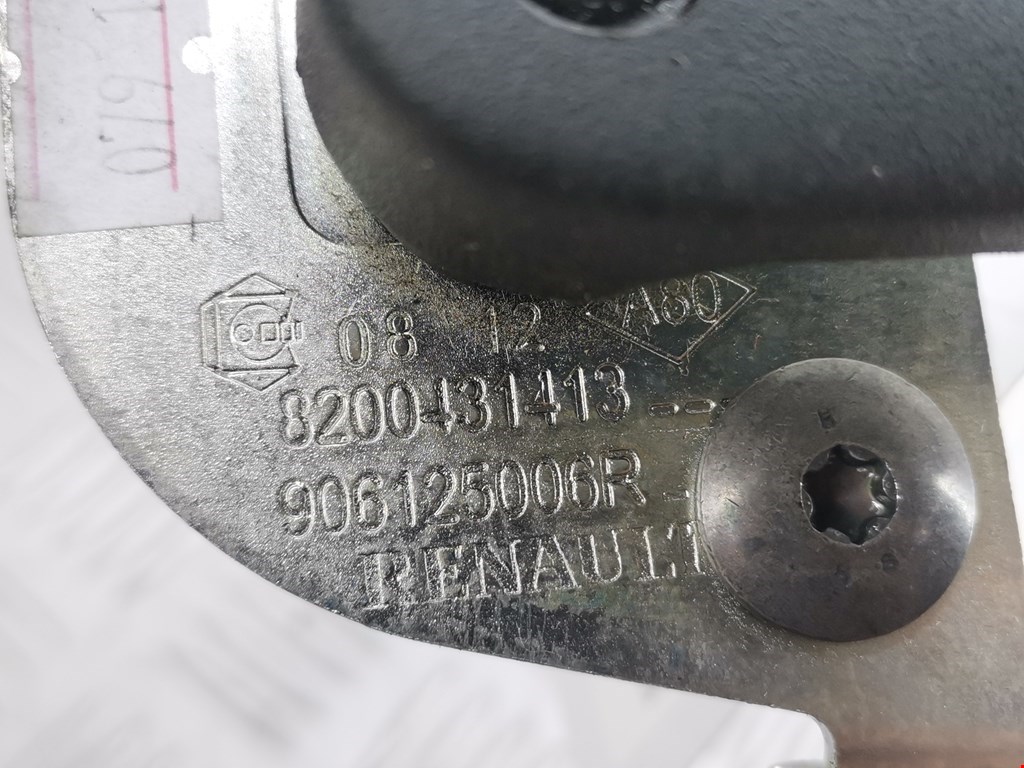 08 12 A80
8200431413---
906125006R -
RENAULT